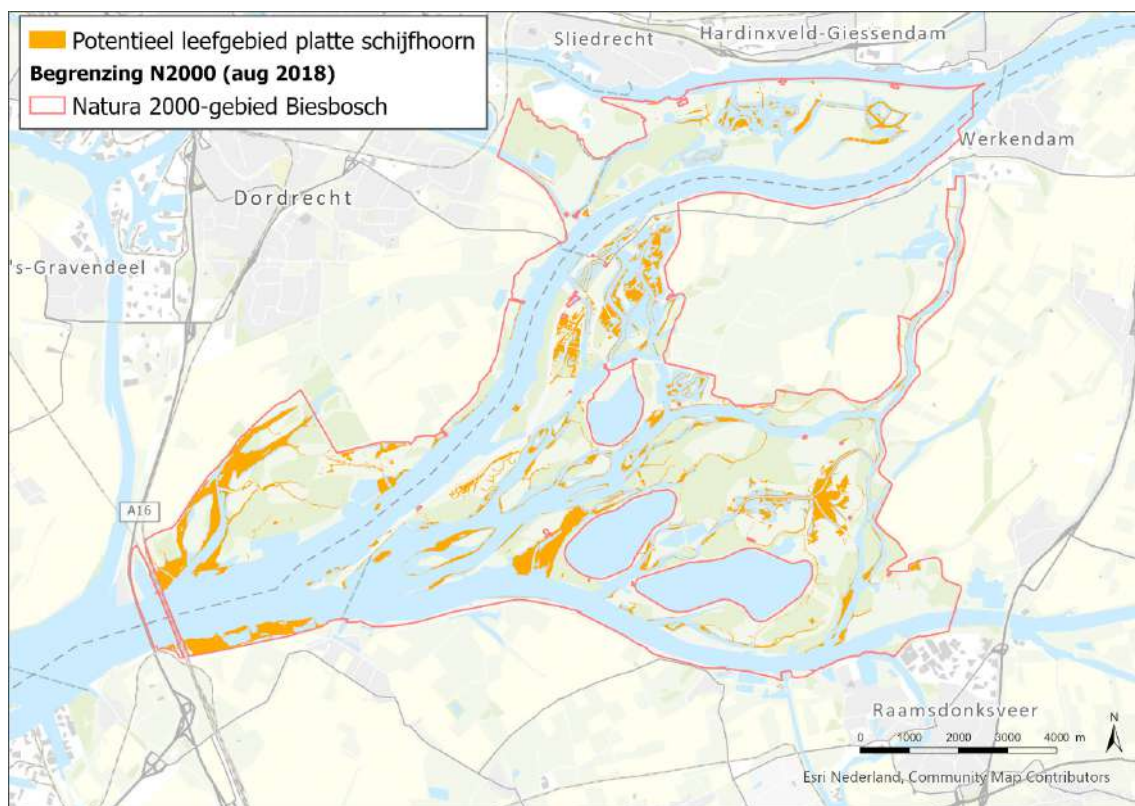 Potentieel leefgebied platte schijfhoorn
Begrenzing N2000 (aug 2018)
Natura 2000-gebied Biesbosch
Sliedrecht
Hardinxveld-Giessendam
Werkendam
Dordrecht
's-Gravendeel
A16
Raamsdonksveer
N
0 1000 2000 3000 4000 m
Esri Nederland, Community Map Contributors